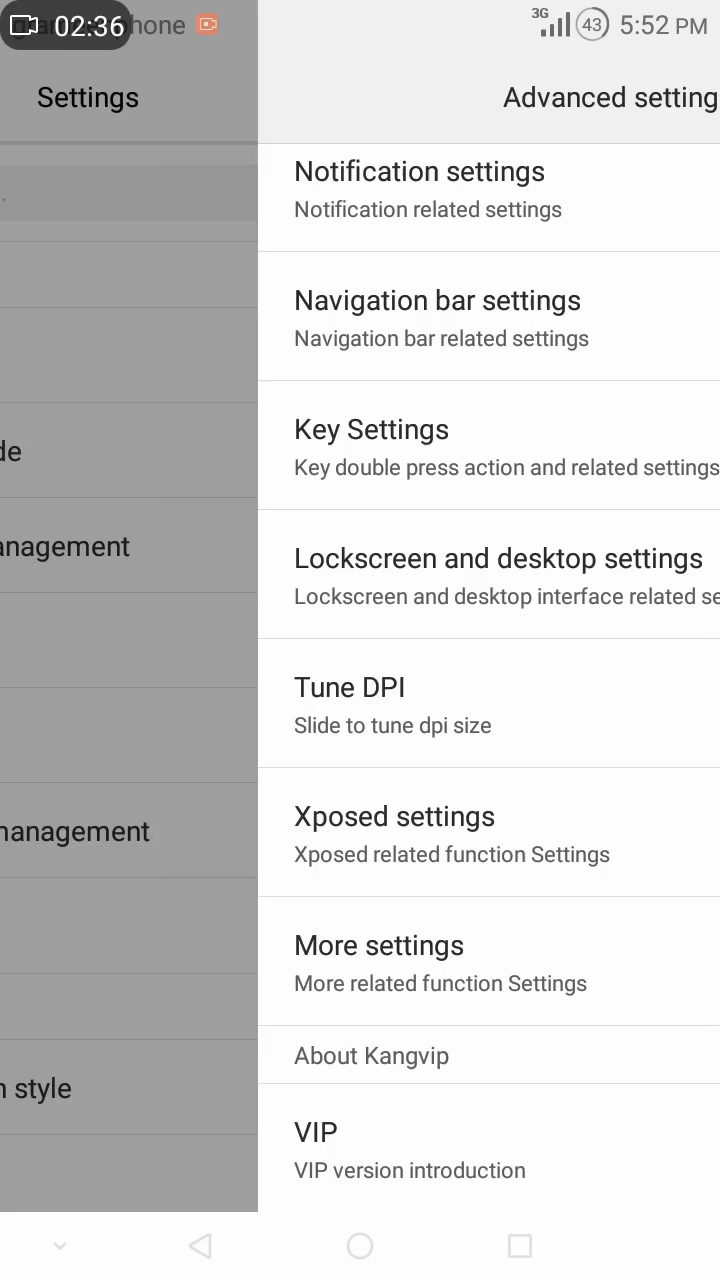 02:36
hone
3G
43
5:52 PM
Settings
Advanced setting
Notification settings
Notification related settings
Navigation bar settings
Navigation bar related settings
de
Key Settings
Key double press action and related settings
anagement
Lockscreen and desktop settings
Lockscreen and desktop interface related se
Tune DPI
Slide to tune dpi size
management
Xposed settings
Xposed related function Settings
More settings
More related function Settings
About Kangvip
n style
VIP
VIP version introduction